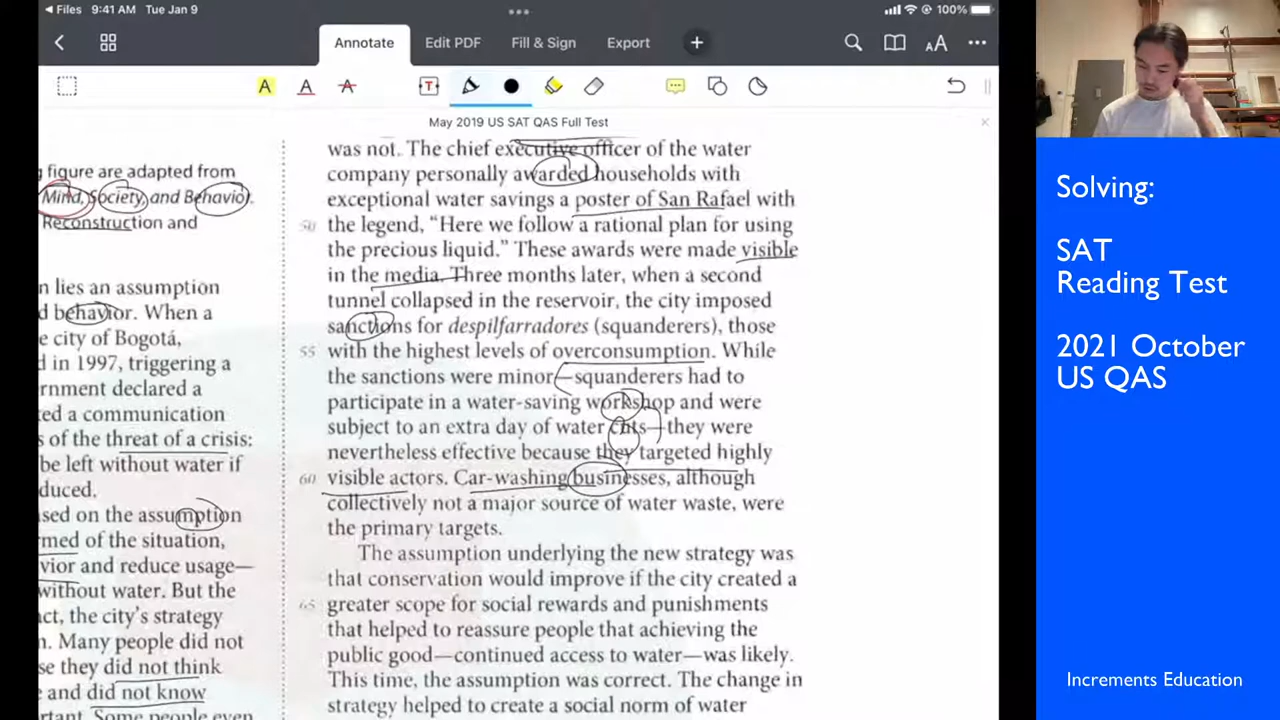 Files 9:41 AM Tue Jan 9 100%
Annotate Edit PDF Fill & Sign Export
May 2019 US SAT QAS Full Test
figure are adapted from
Mind, Society, and Behavior.
Reconstruction and
n lies an assumption
d behavior. When a
e city of Bogotá,
d in 1997, triggering a
rnment declared a
ted a communication
s of the threat of a crisis:
be left without water if
duced.
sed on the assumption
rmed of the situation,
vior and reduce usage—
without water. But the
act, the city's strategy
n. Many people did not
se they did not think
e and did not know
ortant. Some people even
was not. The chief executive officer of the water
company personally awarded households with
exceptional water savings a poster of San Rafael with
50 the legend, “Here we follow a rational plan for using
the precious liquid.” These awards were made visible
in the media. Three months later, when a second
tunnel collapsed in the reservoir, the city imposed
sanctions for despilfarradores (squanderers), those
55 with the highest levels of overconsumption. While
the sanctions were minor—squanderers had to
participate in a water-saving workshop and were
subject to an extra day of water cuts—they were
nevertheless effective because they targeted highly
60 visible actors. Car-washing businesses, although
collectively not a major source of water waste, were
the primary targets.
The assumption underlying the new strategy was
that conservation would improve if the city created a
65 greater scope for social rewards and punishments
that helped to reassure people that achieving the
public good—continued access to water—was likely.
This time, the assumption was correct. The change in
strategy helped to create a social norm of water
Solving:
SAT
Reading Test
2021 October
US QAS
Increments Education